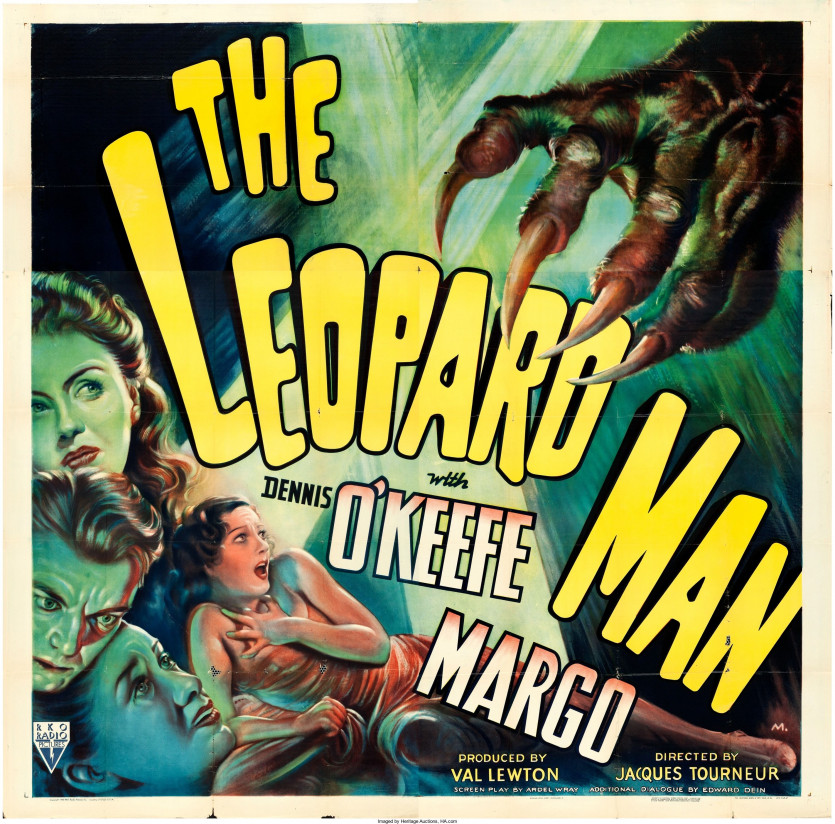 THE
LEOPARD
MAN
with
DENNIS O'KEEFE
MARGO
RKO
RADIO
PICTURES
M.
PRODUCED BY
VAL LEWTON
DIRECTED BY
JACQUES TOURNEUR
SCREEN PLAY BY ARDEL WRAY ADDITIONAL DIALOGUE BY EDWARD DEIN
Imaged by Heritage Auctions, HA.com